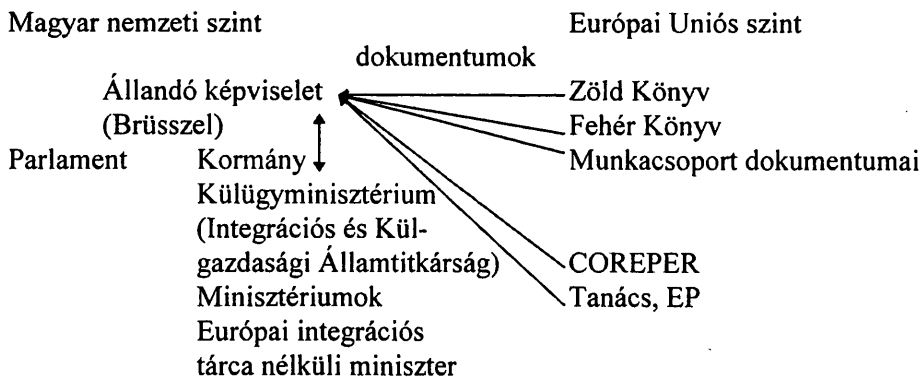 Magyar nemzeti szint Európai Uniós szint
dokumentumok
Állandó képviselet Zöld Könyv
(Brüsszel) Fehér Könyv
Parlament Kormány Munkacsoport dokumentumai
Külügyminisztérium
(Integrációs és Kül-
gazdasági Államtitkárság) COREPER
Minisztériumok Tanács, EP
Európai integrációs
tárca nélküli miniszter